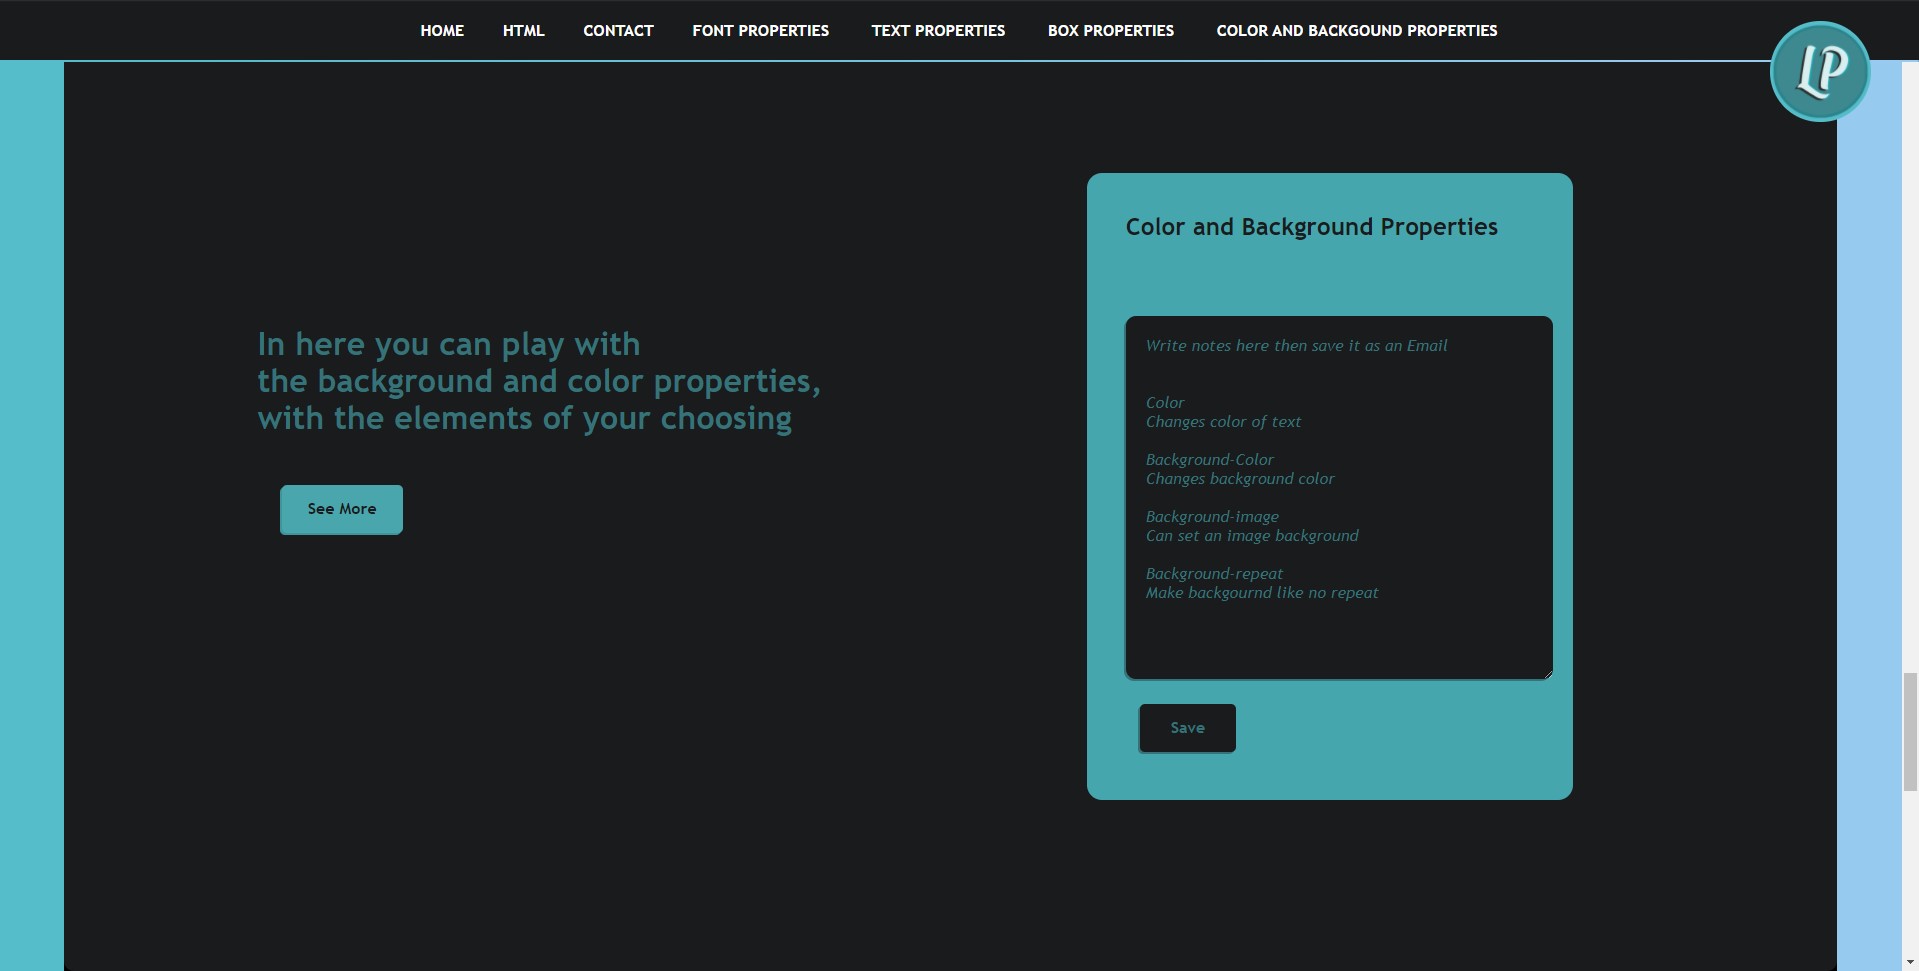 HOME HTML CONTACT FONT PROPERTIES TEXT PROPERTIES BOX PROPERTIES COLOR AND BACKGOUND PROPERTIES
LP
In here you can play with
the background and color properties,
with the elements of your choosing
See More
Color and Background Properties
Write notes here then save it as an Email
Color
Changes color of text
Background-Color
Changes background color
Background-image
Can set an image background
Background-repeat
Make backgournd like no repeat
Save